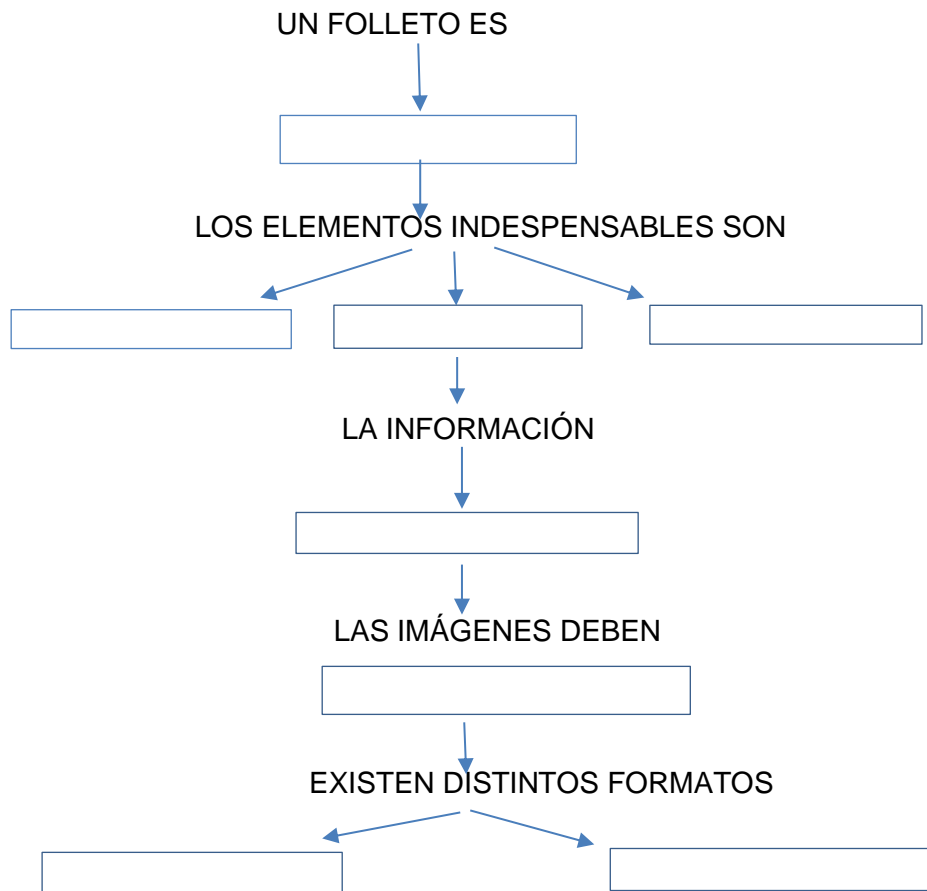 UN FOLLETO ES
LOS ELEMENTOS INDESPENSABLES SON
LA INFORMACIÓN
LAS IMÁGENES DEBEN
EXISTEN DISTINTOS FORMATOS